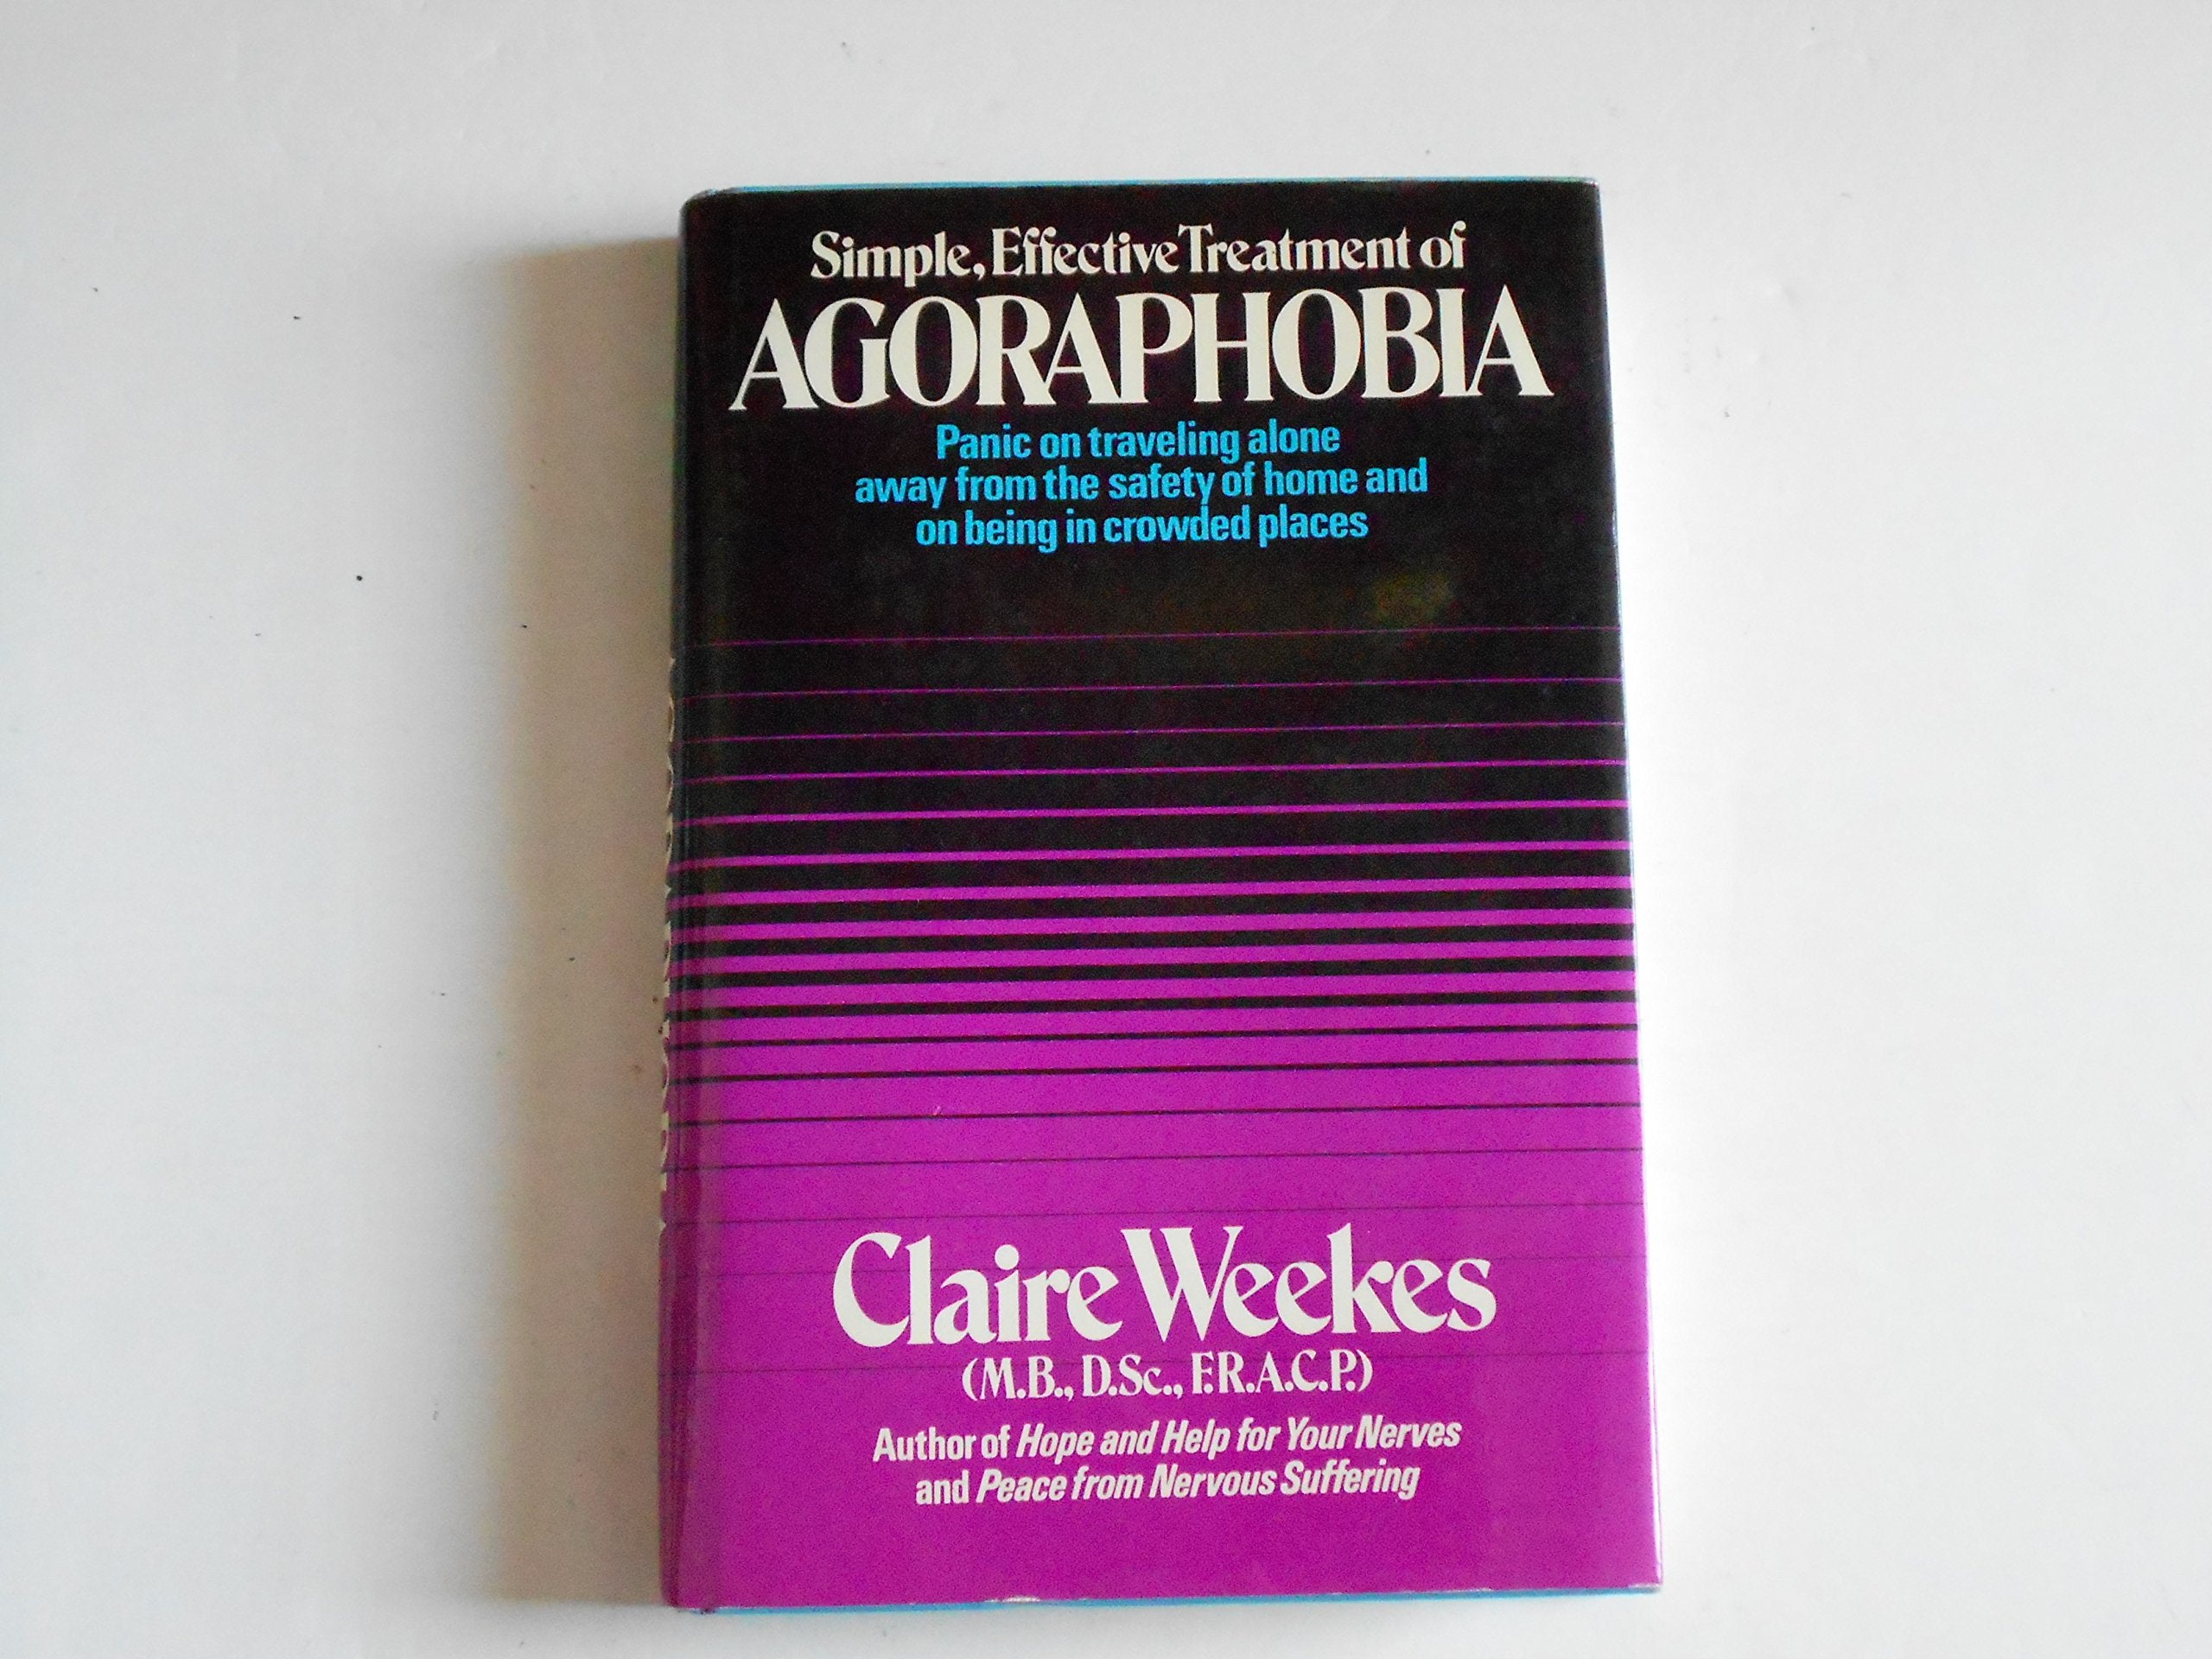 Simple, Effective Treatment of
AGORAPHOBIA
Panic on traveling alone
away from the safety of home and
on being in crowded places
Claire Weekes
(M.B., D.Sc., F.R.A.C.P.)
Author of Hope and Help for Your Nerves
and Peace from Nervous Suffering